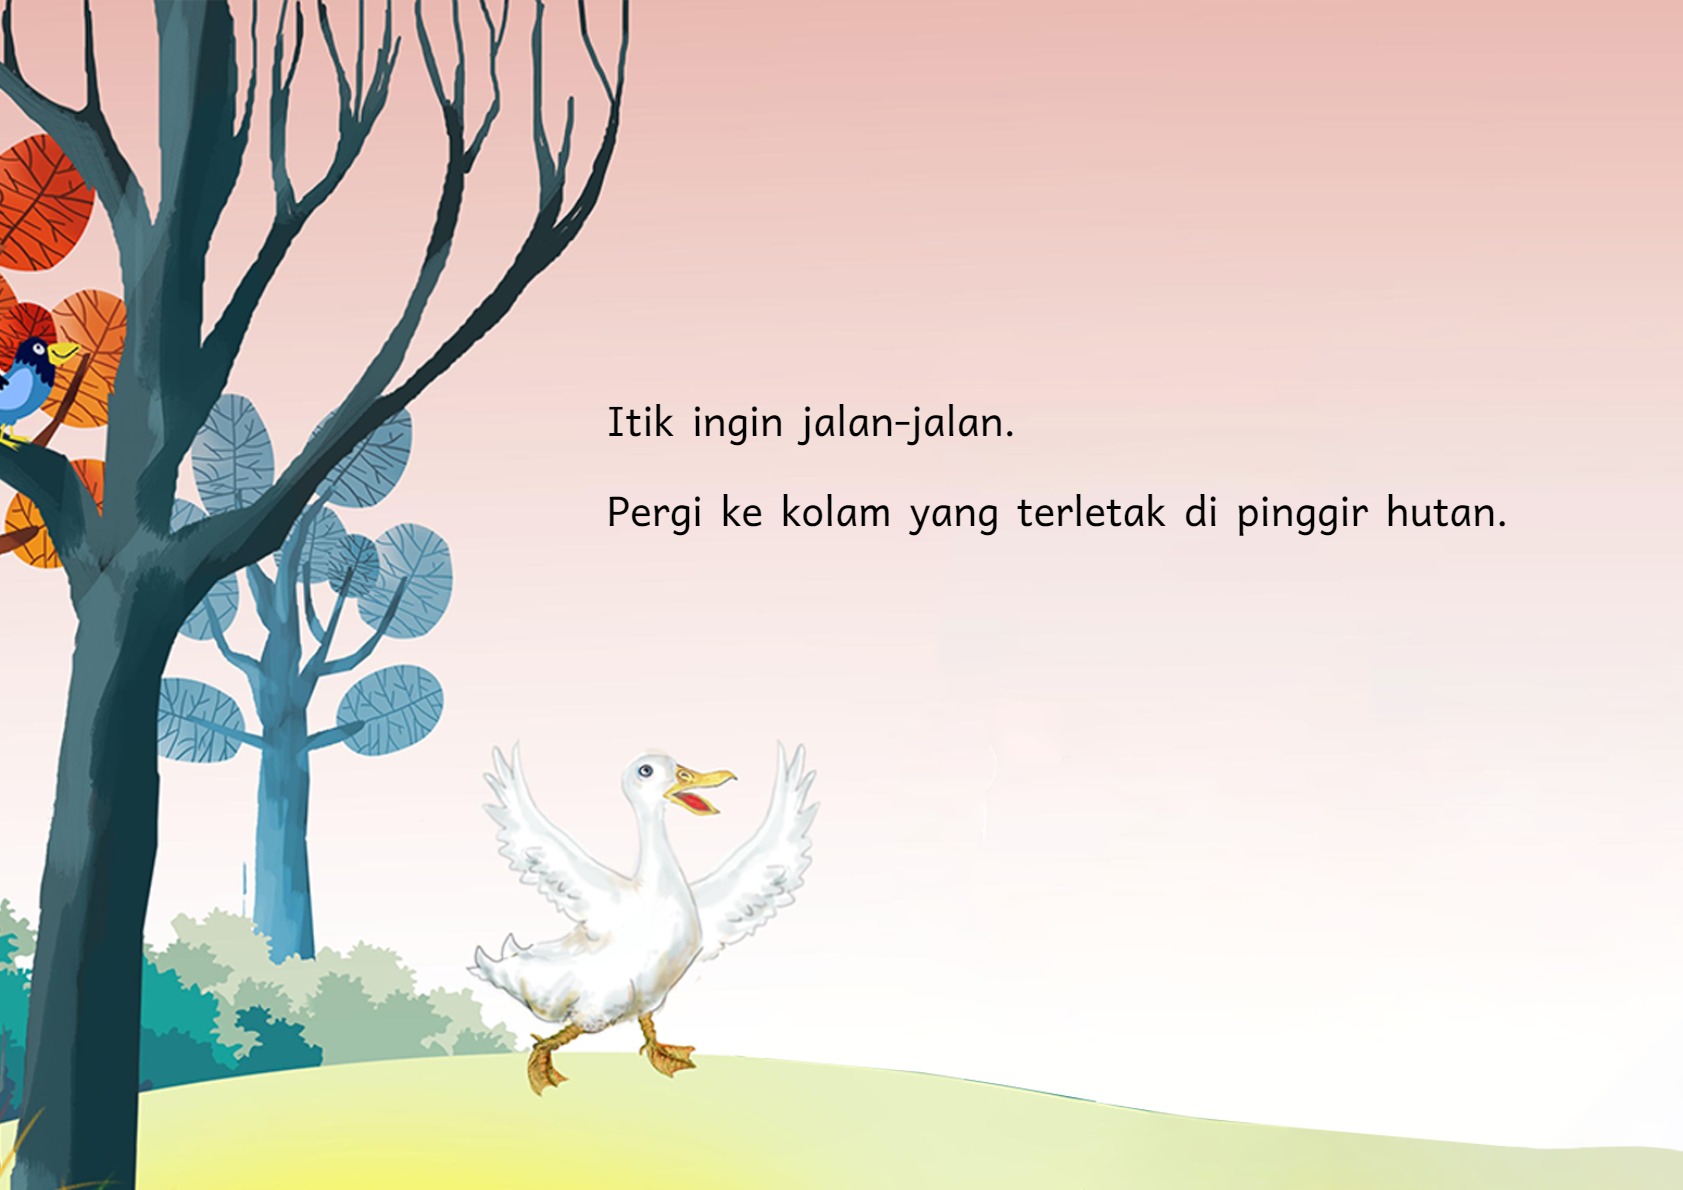 Itik ingin jalan-jalan.
Pergi ke kolam yang terletak di pinggir hutan.